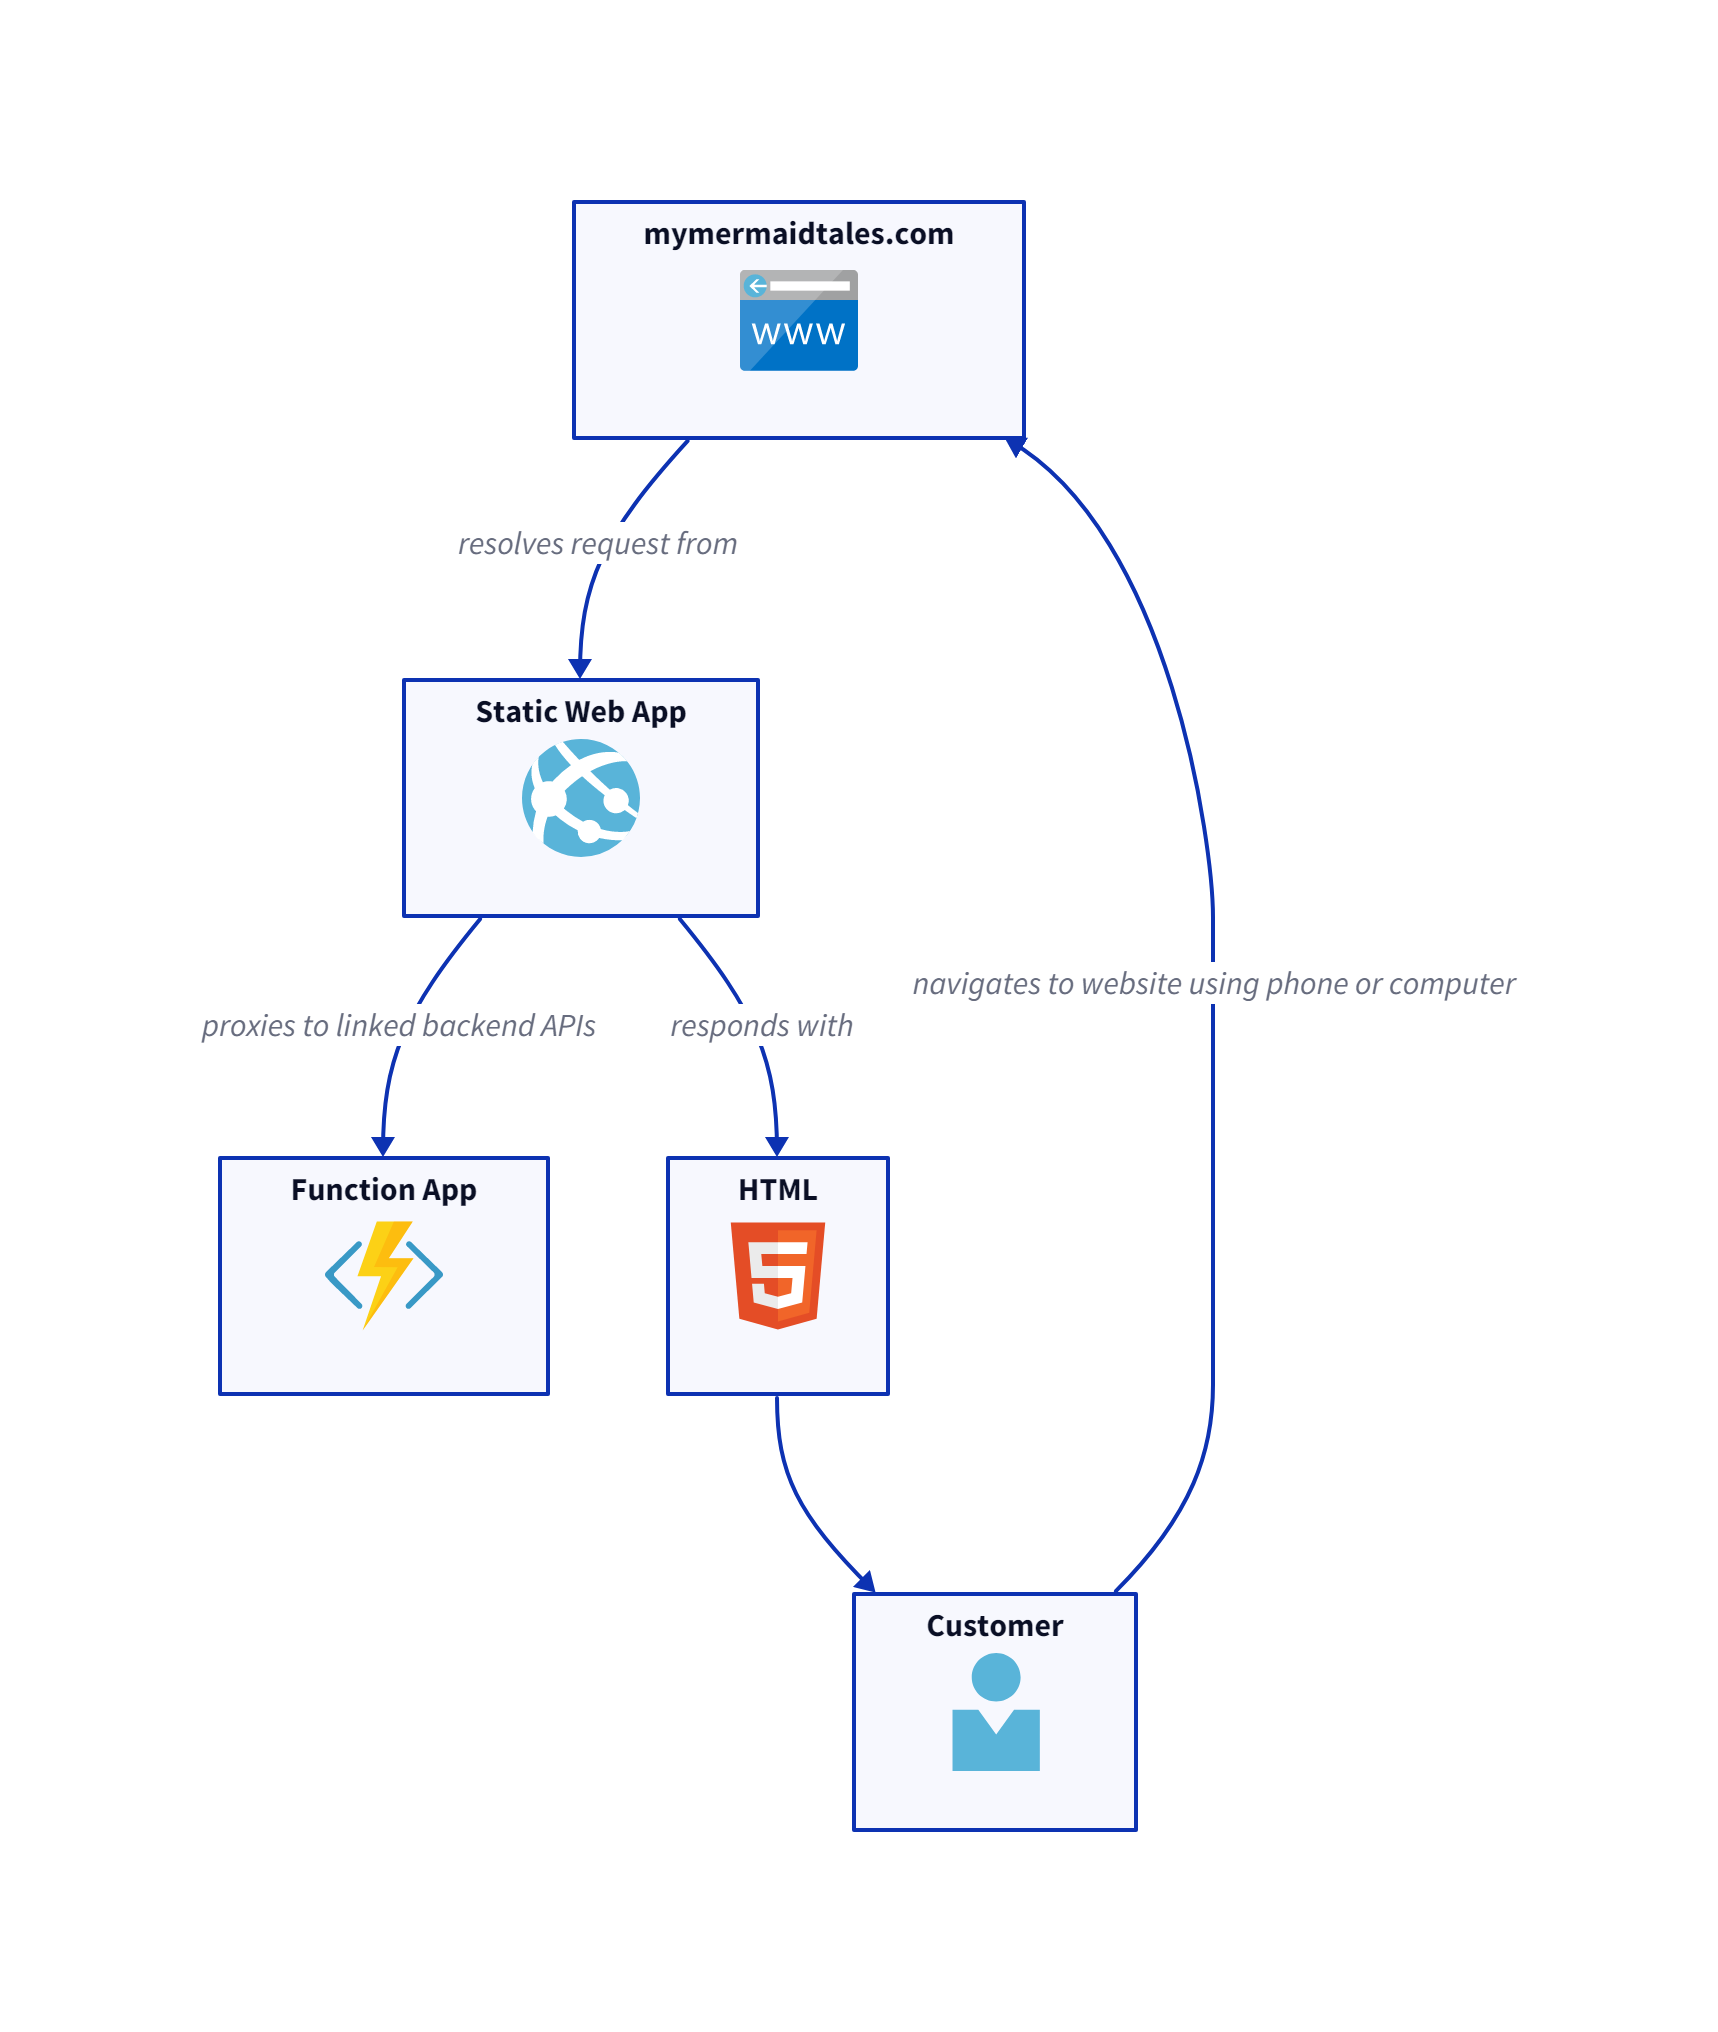 mymermaidtales.com
www
resolves request from
Static Web App
navigates to website using phone or computer
proxies to linked backend APIs
responds with
Function App
HTML
Customer